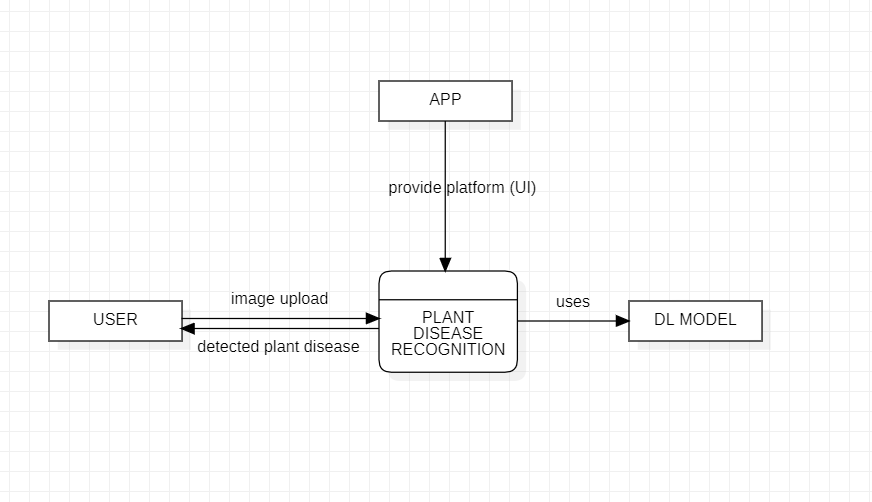 APP
provide platform (UI)
image upload
uses
USER
PLANT
DISEASE
RECOGNITION
DL MODEL
detected plant disease